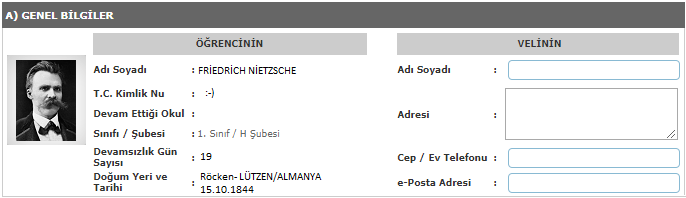 A) GENEL BİLGİLER
ÖĞRENCİNİN
Adı Soyadı : FRİEDRİCH NİETZSCHE
T.C. Kimlik Nu : :-)
Devam Ettiği Okul :
Sınıfı / Şubesi : 1. Sınıf / H Şubesi
Devamsızlık Gün
Sayısı : 19
Doğum Yeri ve
Tarihi : Röcken- LÜTZEN/ALMANYA
15.10.1844
VELİNİN
Adı Soyadı :
Adresi :
Cep / Ev Telefonu :
e-Posta Adresi :